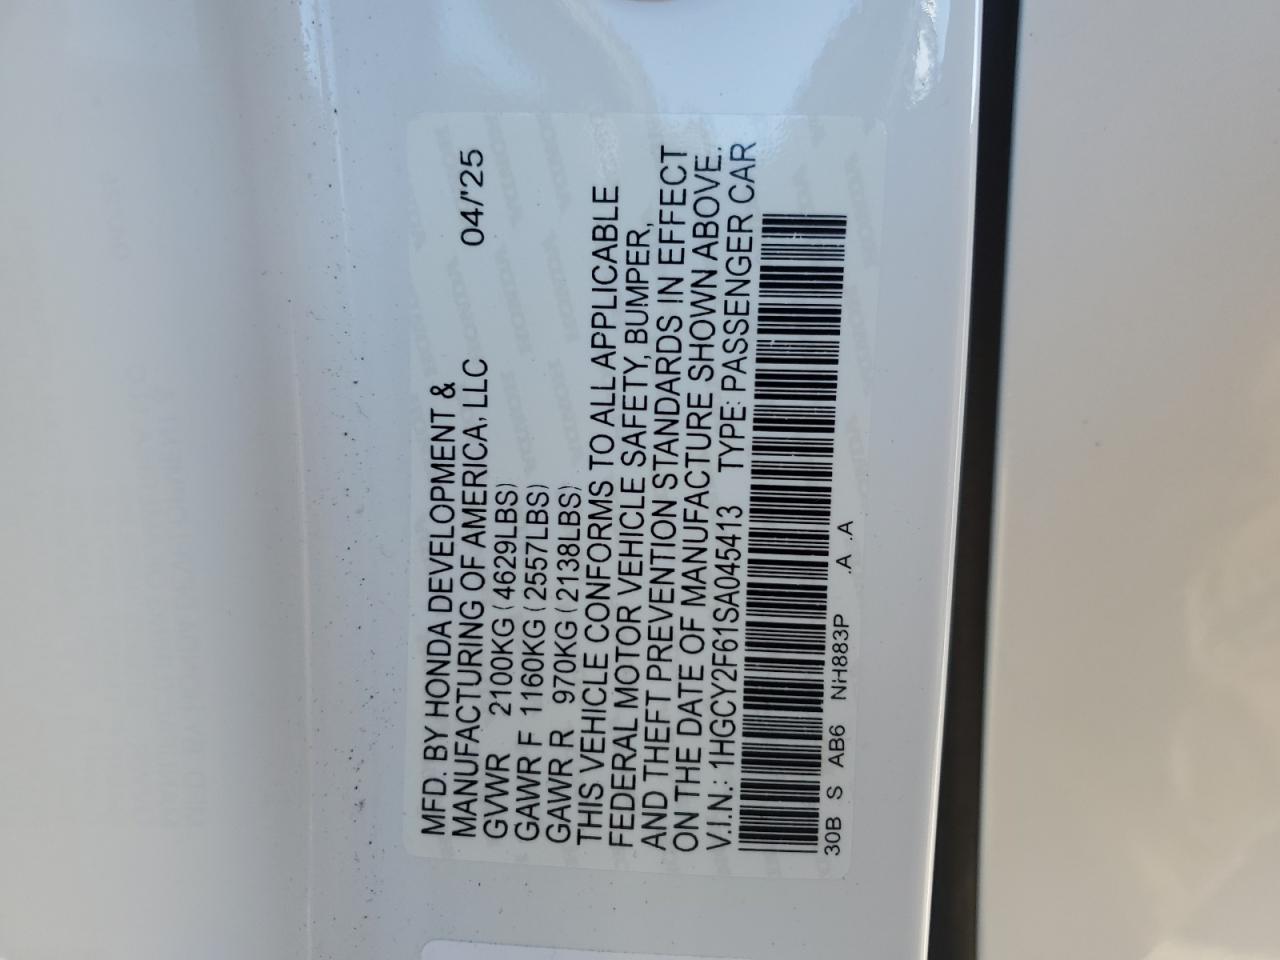 MFD. BY HONDA DEVELOPMENT &
MANUFACTURING OF AMERICA, LLC 04/'25
GVWR 2100KG (4629LBS)
GAWR F 1160KG (2557LBS)
GAWR R 970KG (2138LBS)
THIS VEHICLE CONFORMS TO ALL APPLICABLE
FEDERAL MOTOR VEHICLE SAFETY, BUMPER,
AND THEFT PREVENTION STANDARDS IN EFFECT
ON THE DATE OF MANUFACTURE SHOWN ABOVE.
V.I.N.: 1HGCY2F61SA045413 TYPE: PASSENGER CAR
30B S AB6 NH883P .A .A